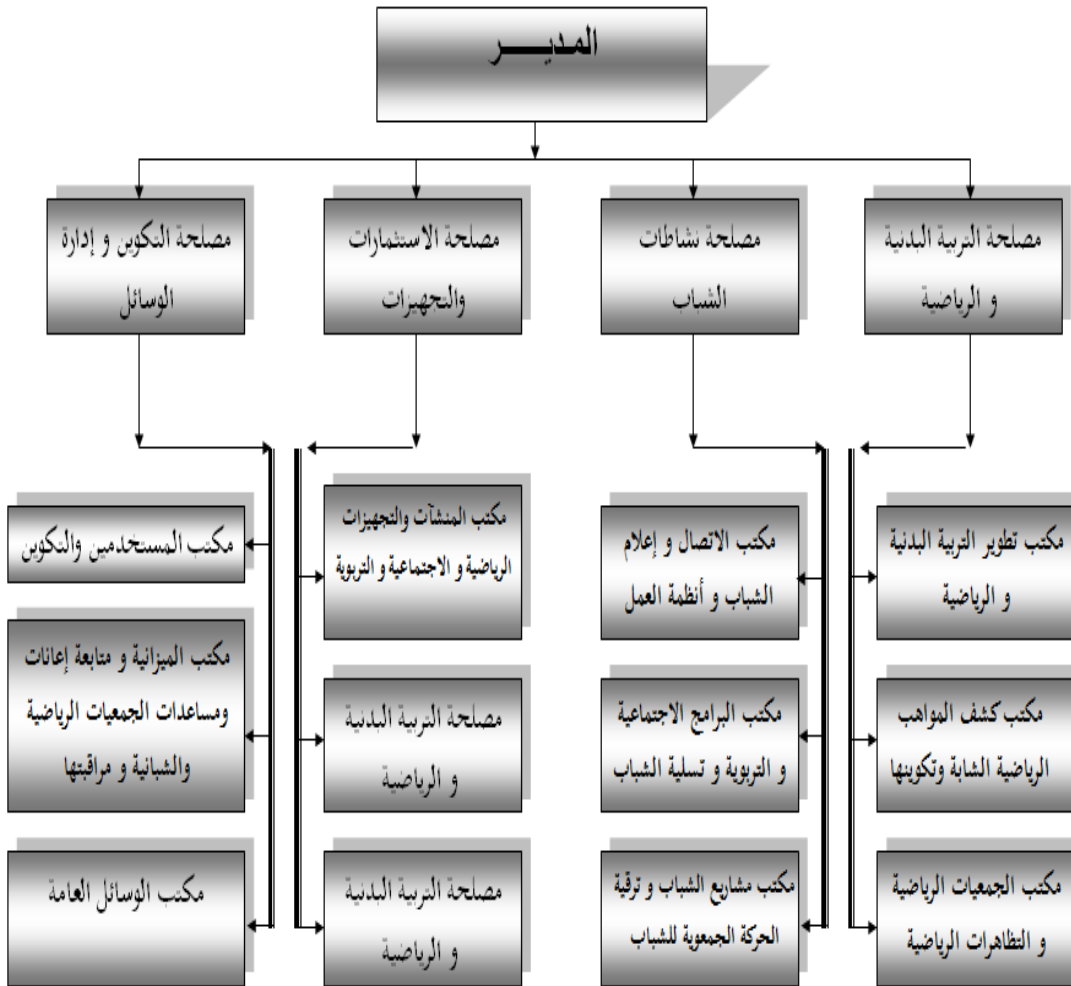 المديـــر
مصلحة التربية البدنية
و الرياضية
مصلحة نشاطات
الشباب
مصلحة الاستثمارات
والتجهيزات
مصلحة التكوين و إدارة
الوسائل
مكتب تطوير التربية البدنية
و الرياضية
مكتب كشف المواهب
الرياضية الشابة وتكوينها
مكتب الجمعيات الرياضية
و التظاهرات الرياضية
مكتب الاتصال و إعلام
الشباب و أنظمة العمل
مكتب البرامج الاجتماعية
و التربوية و تسلية الشباب
مكتب مشاريع الشباب و ترقية
الحركة الجمعوية للشباب
مكتب المنشآت والتجهيزات
الرياضية و الاجتماعية و التربوية
مصلحة التربية البدنية
و الرياضية
مصلحة التربية البدنية
و الرياضية
مكتب المستخدمين والتكوين
مكتب الميزانية و متابعة إعانات
ومساعدات الجمعيات الرياضية
والشبانية و مراقبتها
مكتب الوسائل العامة